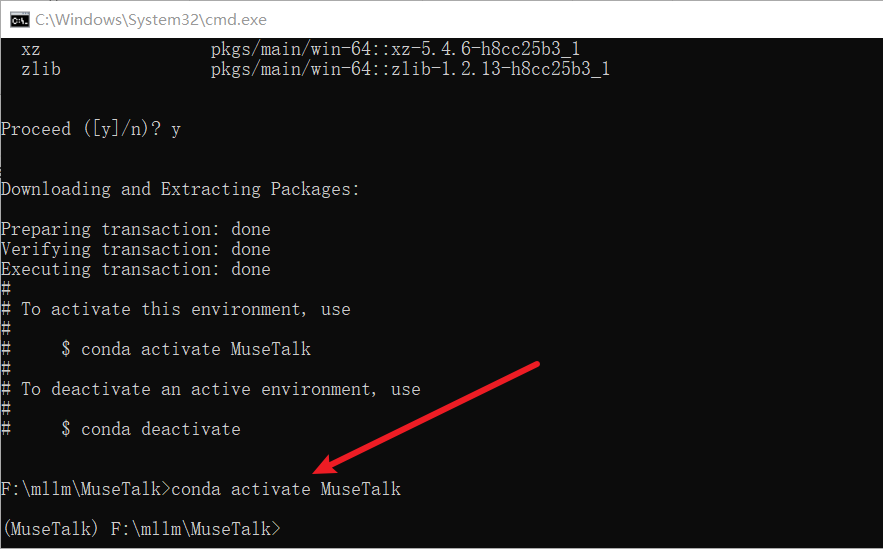 C:\Windows\System32\cmd.exe
xz pkgs/main/win-64::xz-5.4.6-h8cc25b3_1
zlib pkgs/main/win-64::zlib-1.2.13-h8cc25b3_1
Proceed ([y]/n)? y
Downloading and Extracting Packages:
Preparing transaction: done
Verifying transaction: done
Executing transaction: done
#
# To activate this environment, use
#
# $ conda activate MuseTalk
#
# To deactivate an active environment, use
#
# $ conda deactivate
F:\mllm\MuseTalk>conda activate MuseTalk
(MuseTalk) F:\mllm\MuseTalk>